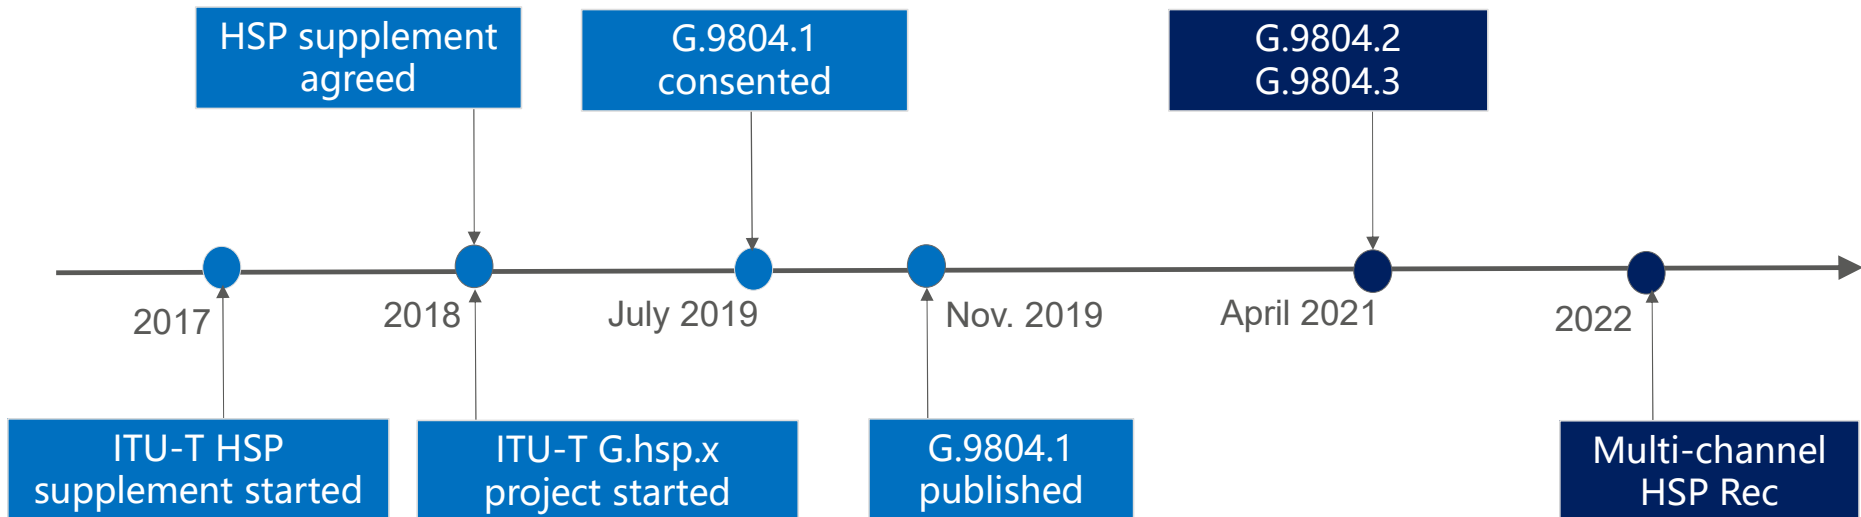 HSP supplement
agreed
G.9804.1
consented
G.9804.2
G.9804.3
2017
2018
July 2019
Nov. 2019
April 2021
2022
ITU-T HSP
supplement started
ITU-T G.hsp.x
project started
G.9804.1
published
Multi-channel
HSP Rec